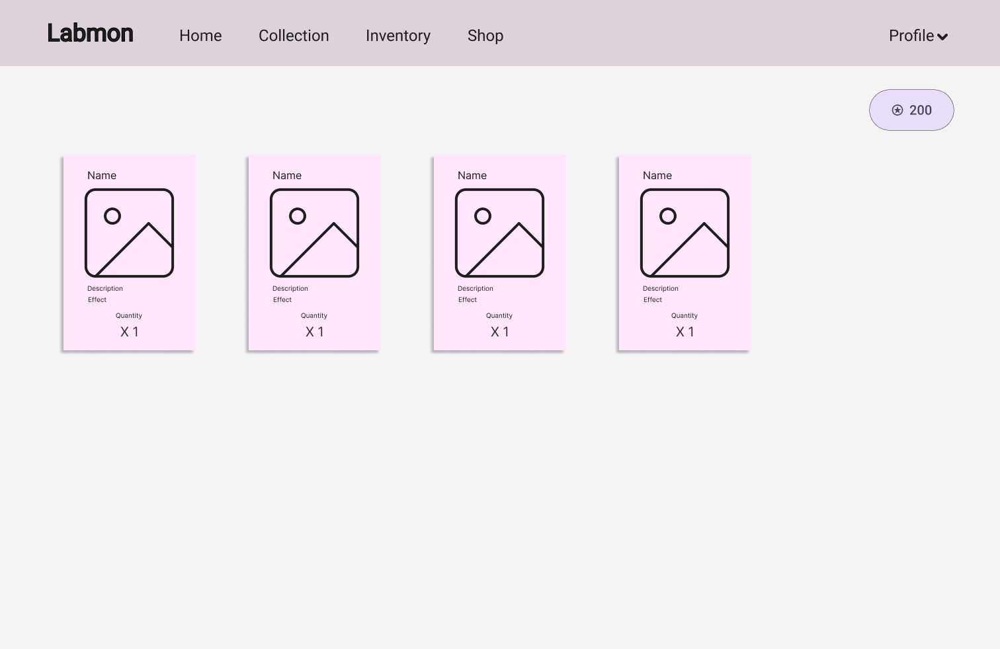 Labmon Home Collection Inventory Shop Profile
200
Name Name Name Name
Description Description Description Description
Effect Effect Effect Effect
Quantity Quantity Quantity Quantity
X 1 X 1 X 1 X 1